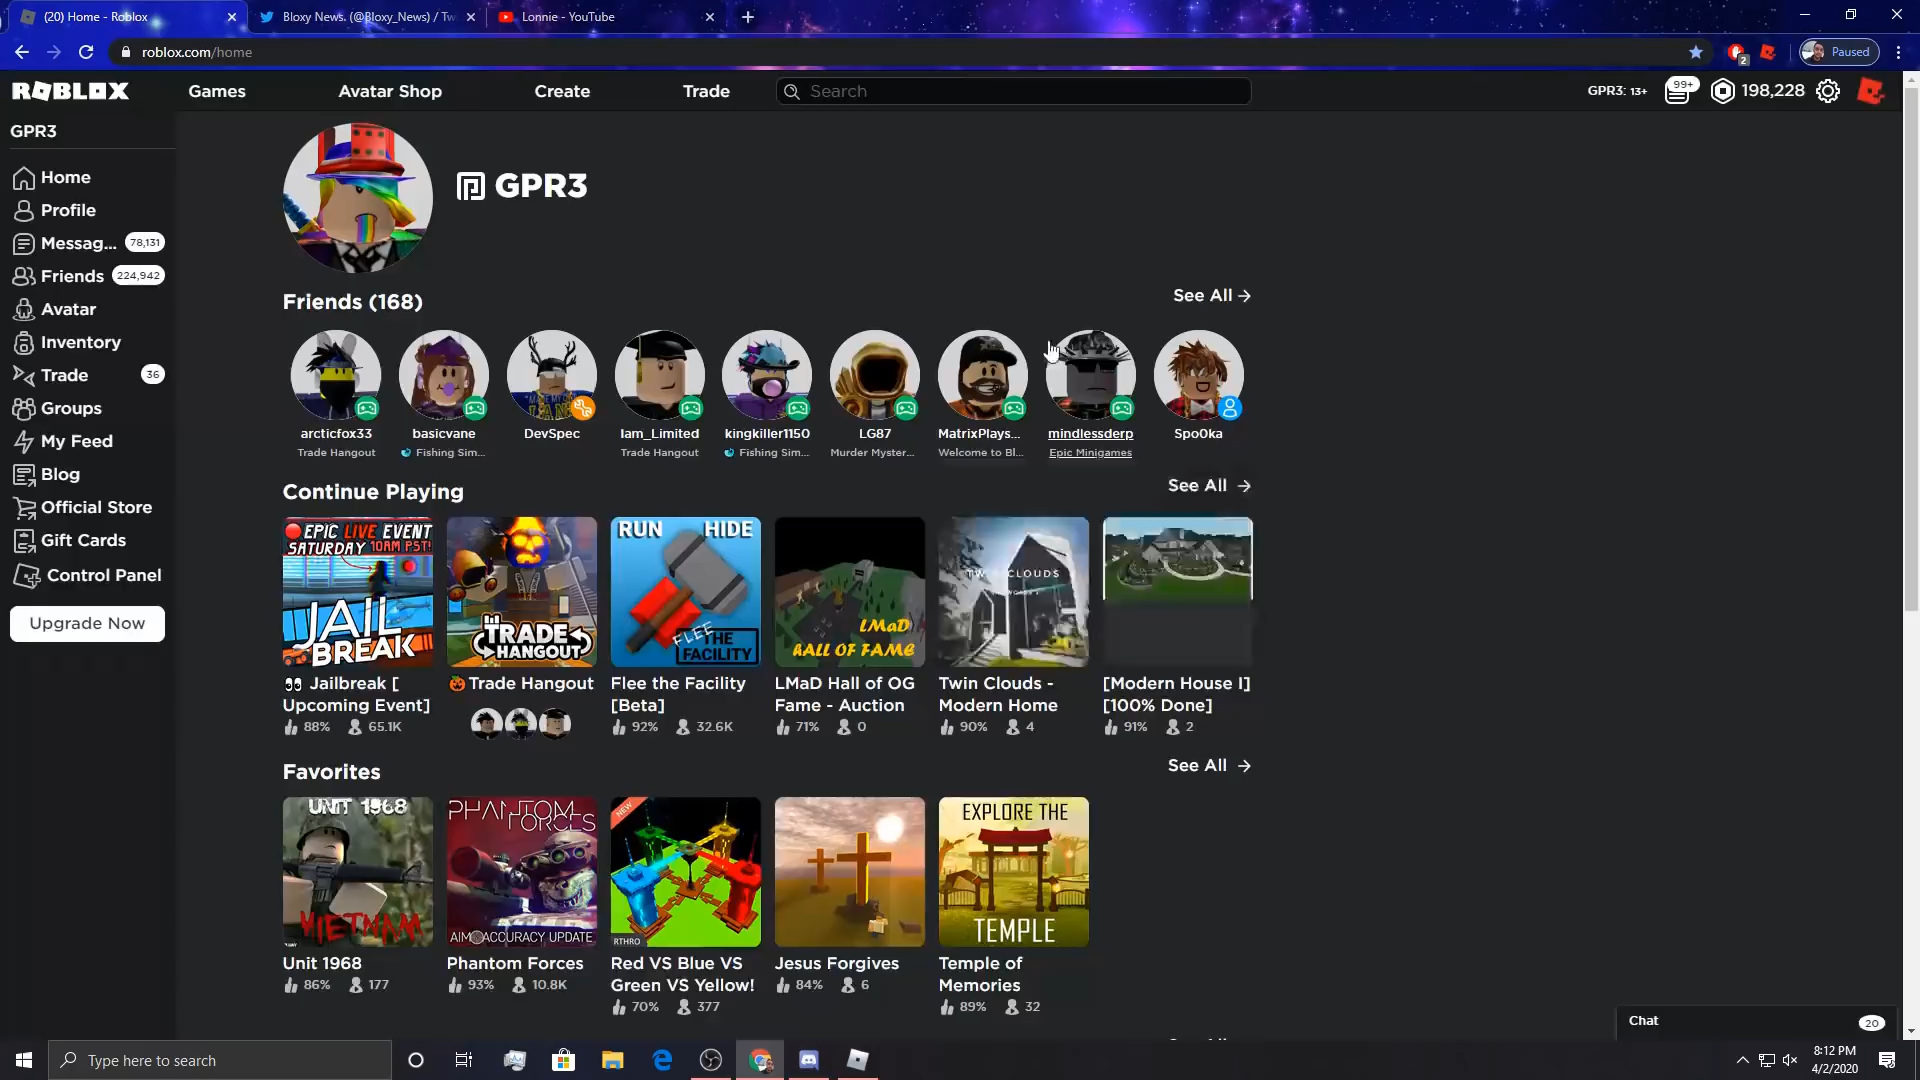 (20) Home - Roblox
Bloxy News. (@Bloxy_News) / Tw
Lonnie - YouTube
roblox.com/home
2
Paused
ROBLOX
Games
Avatar Shop
Create
Trade
Search
GPR3: 13+
99+
198,228
GPR3
Home
Profile
Messag... 78,131
Friends 224,942
Avatar
Inventory
Trade 36
Groups
My Feed
Blog
Official Store
Gift Cards
Control Panel
Upgrade Now
GPR3
Friends (168)
See All
arcticfox33
Trade Hangout
basicvane
Fishing Sim...
DevSpec
Iam_Limited
Trade Hangout
kingkiller1150
Fishing Sim...
LG87
Murder Myster...
MatrixPlays...
Welcome to Bl...
mindlessderp
Epic Minigames
Spo0ka
Continue Playing
See All
EPIC LIVE EVENT
SATURDAY 10AM PST!
JAIL
BREAK
👀 Jailbreak [
Upcoming Event]
88% 65.1K
TRADE
HANGOUT
🎃Trade Hangout
RUN HIDE
FLEE THE
FACILITY
Flee the Facility
[Beta]
92% 32.6K
LMaD
HALL OF FAME
LMaD Hall of OG
Fame - Auction
71% 0
Twin Clouds -
Modern Home
90% 4
[Modern House I]
[100% Done]
91% 2
Favorites
See All
UNIT 1968
VIETNAM
Unit 1968
86% 177
PHANTOM
FORCES
AIM ACCURACY UPDATE
Phantom Forces
93% 10.8K
NEW
RTHRO
Red VS Blue VS
Green VS Yellow!
70% 377
Jesus Forgives
84% 6
EXPLORE THE
TEMPLE
Temple of
Memories
89% 32
Chat 20
Type here to search
8:12 PM
4/2/2020